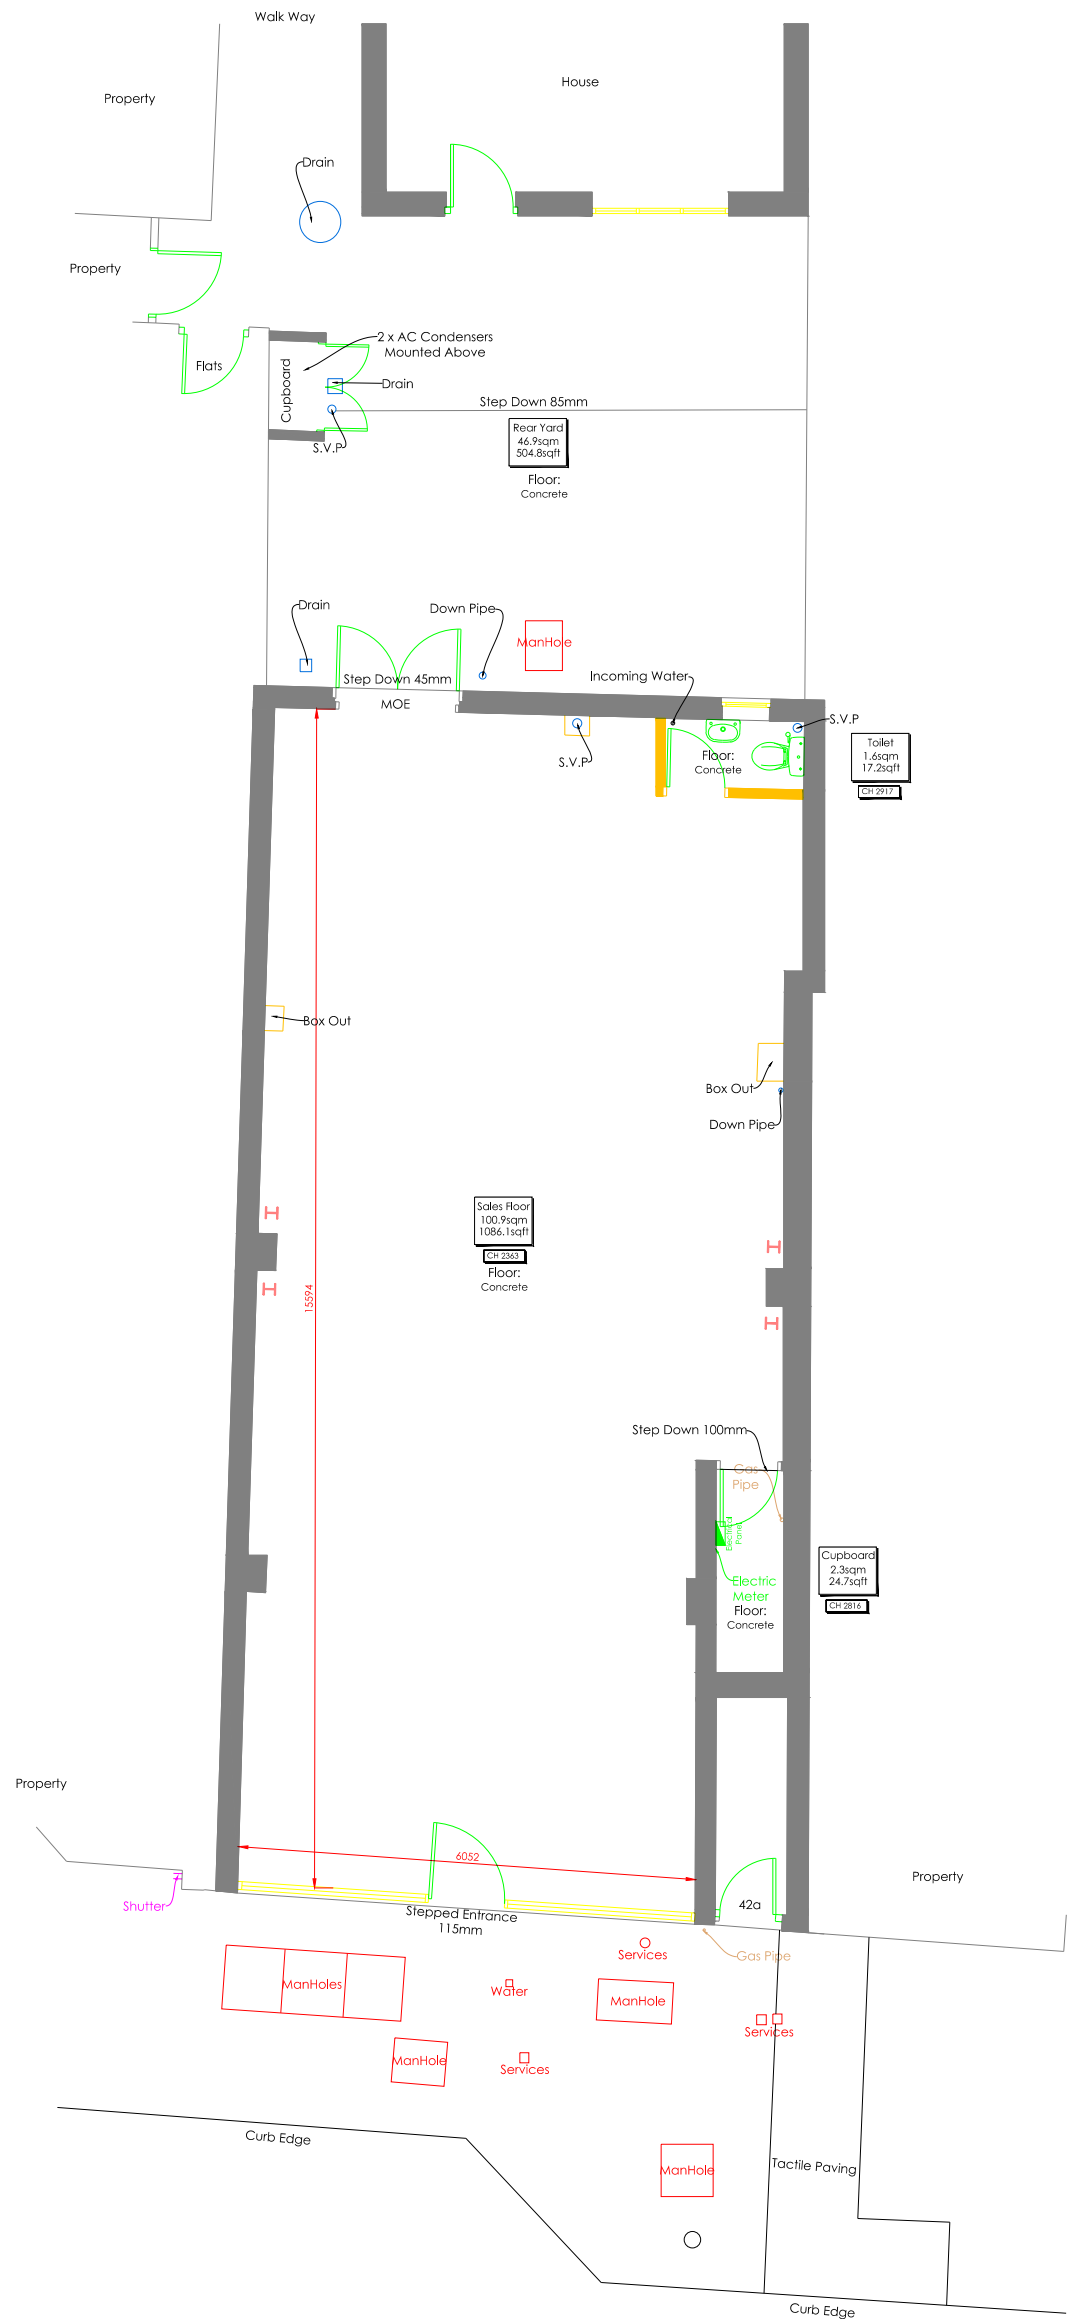 Walk Way
House
Property
Drain
Property
2 x AC Condensers
Mounted Above
Flats
Cupboard
Drain
Step Down 85mm
S.V.P
Rear Yard
46.9sqm
504.8sqft
Floor:
Concrete
Drain
Down Pipe
ManHole
Step Down 45mm
MOE
Incoming Water
S.V.P
S.V.P
Floor:
Concrete
Toilet
1.6sqm
17.2sqft
CH 2917
Box Out
Box Out
Down Pipe
Sales Floor
100.9sqm
1086.1sqft
CH 2363
Floor:
Concrete
15594
Step Down 100mm
Gas
Pipe
Electrical
Panel
Electric
Meter
Floor:
Concrete
Cupboard
2.3sqm
24.7sqft
CH 2816
Property
6052
Property
Shutter
42a
Stepped Entrance
115mm
Gas Pipe
Services
ManHoles
Water
ManHole
Services
ManHole
Services
Curb Edge
ManHole
Tactile Paving
Curb Edge